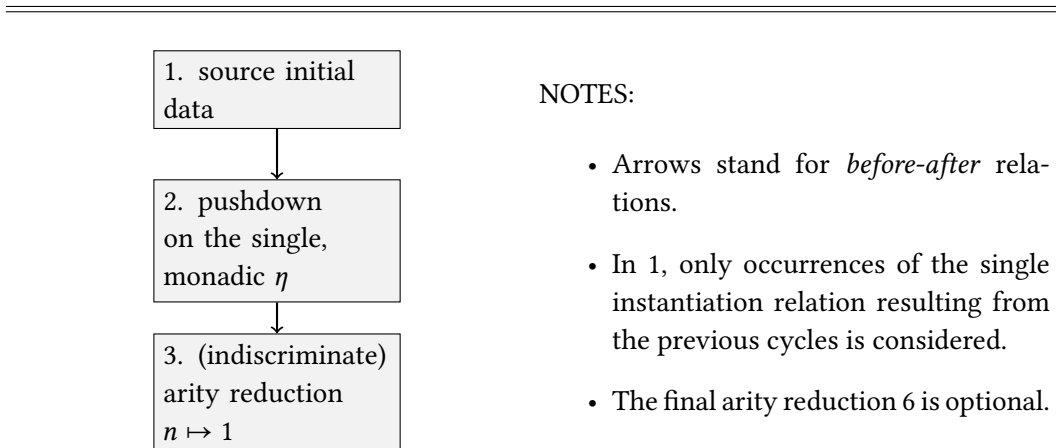 1. source initial
data
2. pushdown
on the single,
monadic η
3. (indiscriminate)
arity reduction
n ↦ 1
NOTES:
• Arrows stand for before-after rela-
tions.
• In 1, only occurrences of the single
instantiation relation resulting from
the previous cycles is considered.
• The final arity reduction 6 is optional.